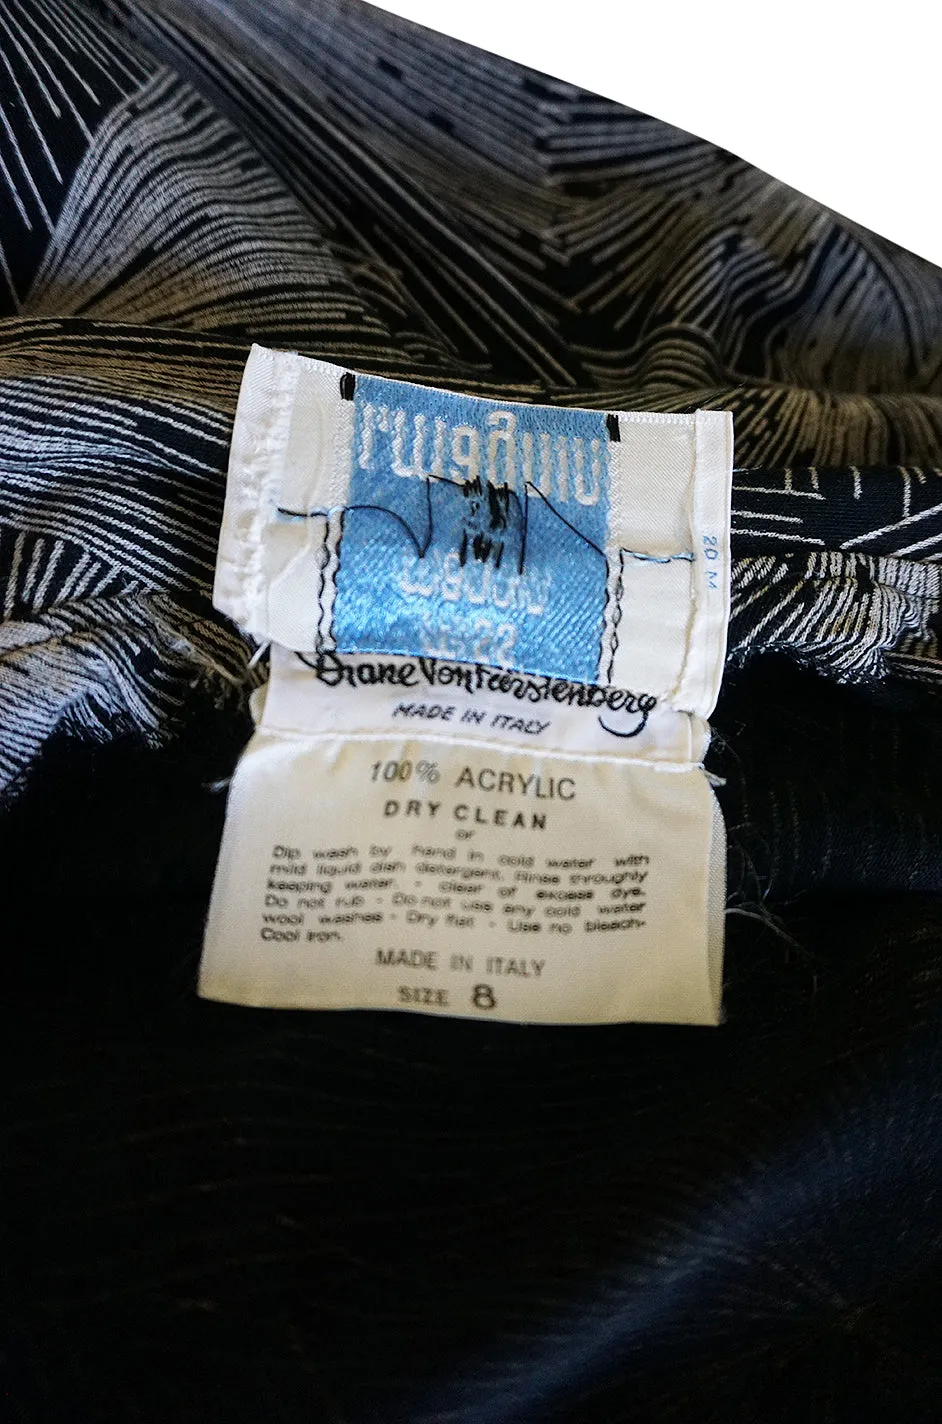 20 M
Diane Von Furstenberg
MADE IN ITALY
100% ACRYLIC
DRY CLEAN
or
Dip wash by hand in cold water with
mild liquid dish detergent. Rinse throughly
keeping water. - clear of excess dye.
Do not rub - Do not use any cold water
wool washes - Dry flat - Use no bleach-
Cool iron.
MADE IN ITALY
SIZE 8